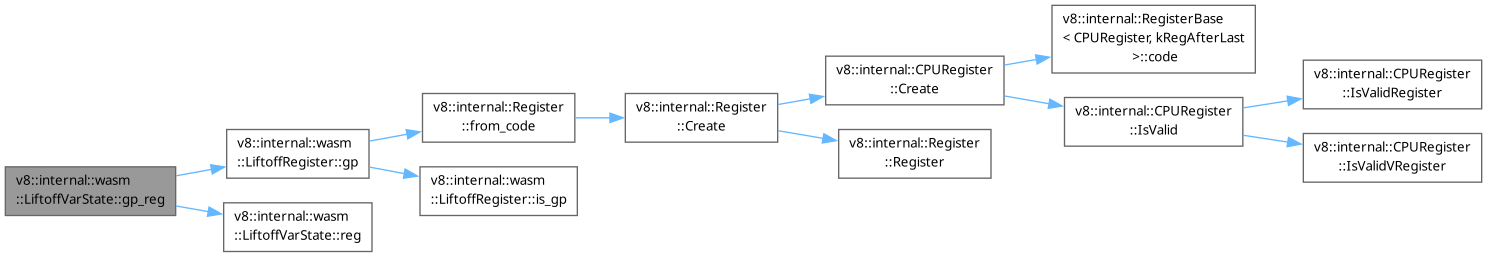 v8::internal::wasm
::LiftoffVarState::gp_reg
v8::internal::wasm
::LiftoffRegister::gp
v8::internal::Register
::from_code
v8::internal::Register
::Create
v8::internal::CPURegister
::Create
v8::internal::RegisterBase
< CPURegister, kRegAfterLast
>::code
v8::internal::CPURegister
::IsValid
v8::internal::CPURegister
::IsValidRegister
v8::internal::CPURegister
::IsValidVRegister
v8::internal::Register
::Register
v8::internal::wasm
::LiftoffRegister::is_gp
v8::internal::wasm
::LiftoffVarState::reg